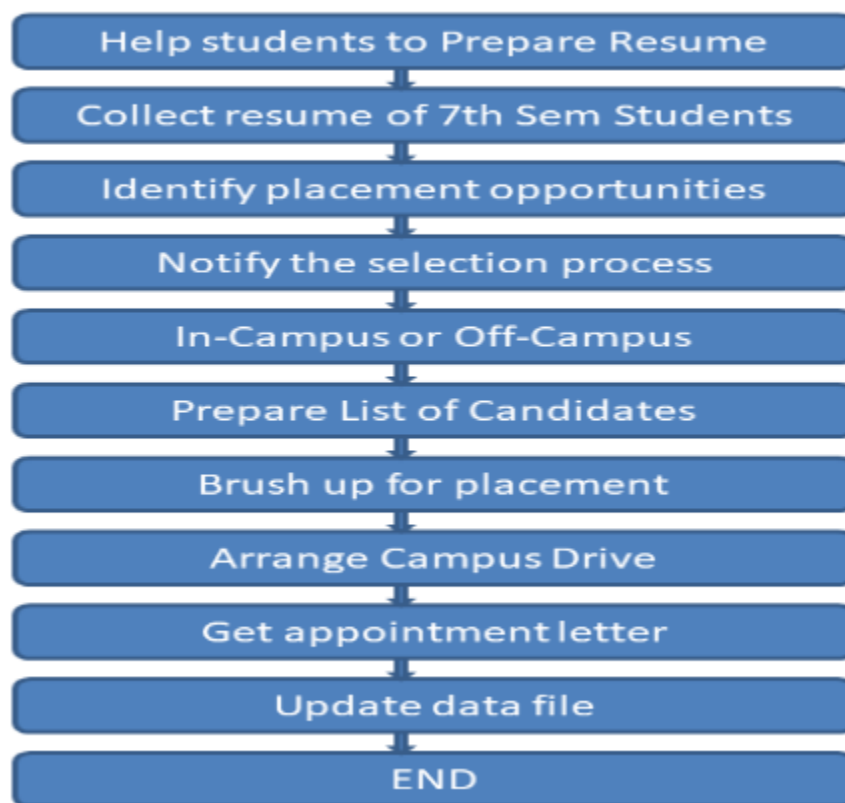 Help students to Prepare Resume
Collect resume of 7th Sem Students
Identify placement opportunities
Notify the selection process
In-Campus or Off-Campus
Prepare List of Candidates
Brush up for placement
Arrange Campus Drive
Get appointment letter
Update data file
END